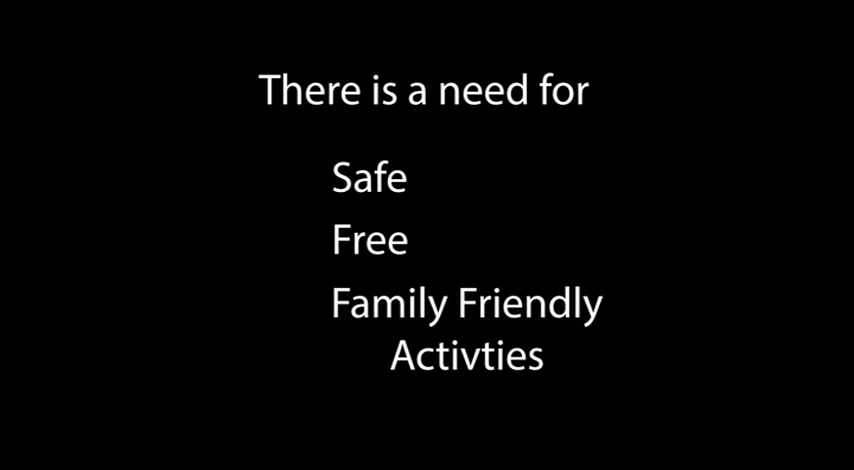 There is a need for
Safe
Free
Family Friendly
Activties